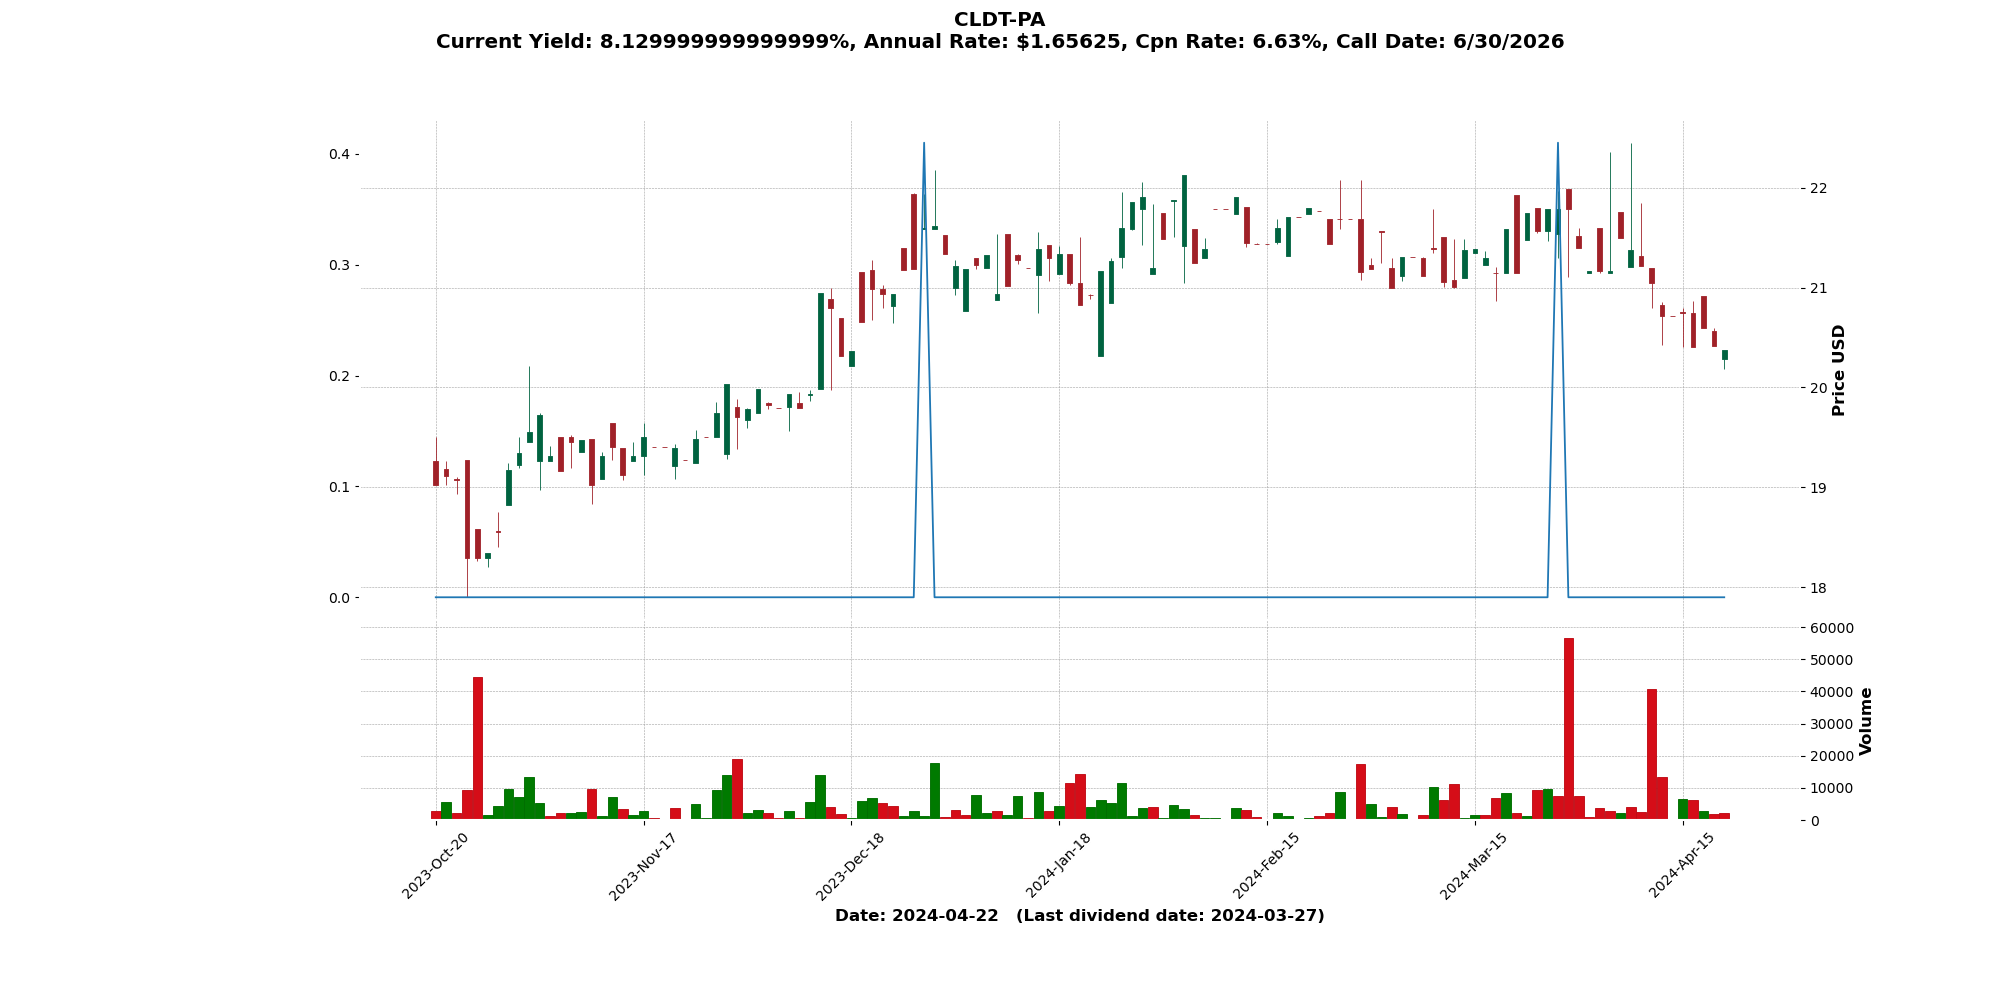 CLDT-PA
Current Yield: 8.129999999999999%, Annual Rate: $1.65625, Cpn Rate: 6.63%, Call Date: 6/30/2026
0.4
0.3
0.2
0.1
0.0
22
21
20
19
18
Price USD
60000
50000
40000
30000
20000
10000
0
Volume
2023-Oct-20
2023-Nov-17
2023-Dec-18
2024-Jan-18
2024-Feb-15
2024-Mar-15
2024-Apr-15
Date: 2024-04-22 (Last dividend date: 2024-03-27)